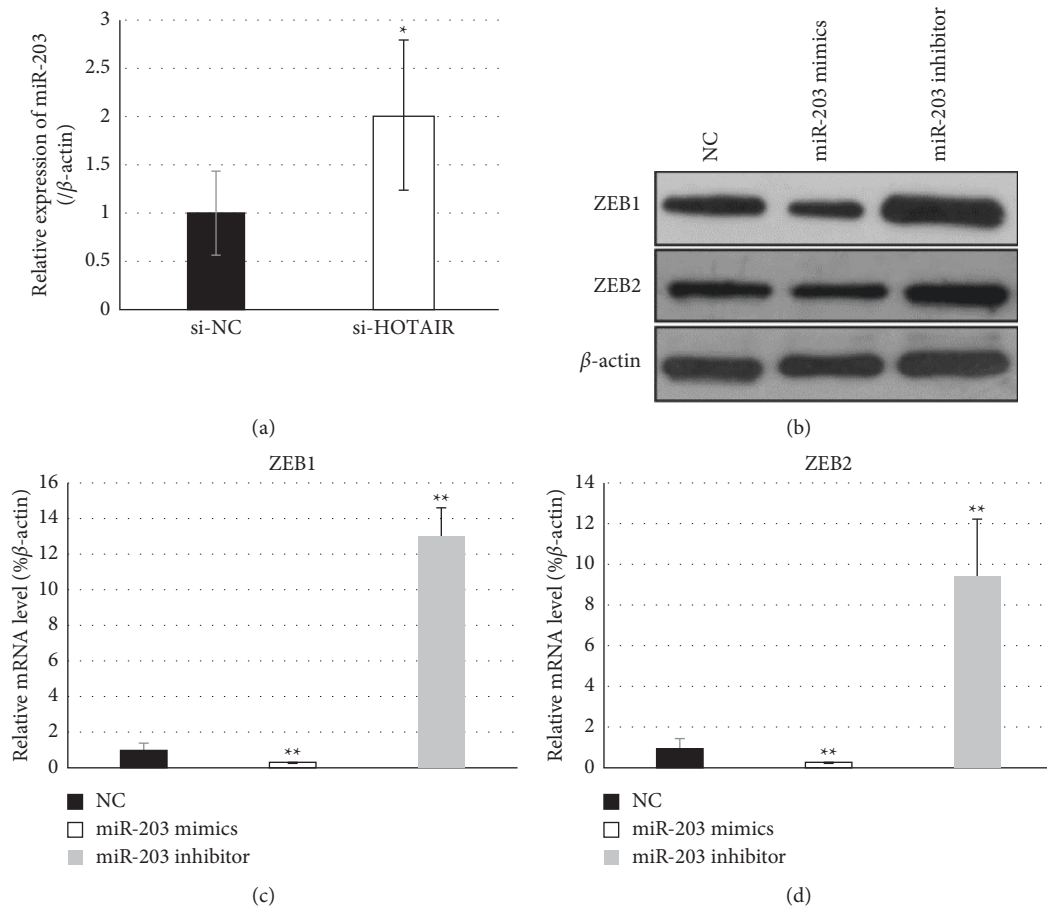 Relative expression of miR-203
(/β-actin)
3
2.5
2
1.5
1
0.5
0
*
si-NC
si-HOTAIR
(a)
NC
miR-203 mimics
miR-203 inhibitor
ZEB1
ZEB2
β-actin
(b)
ZEB1
Relative mRNA level (%β-actin)
16
14
12
10
8
6
4
2
0
**
**
NC
miR-203 mimics
miR-203 inhibitor
(c)
ZEB2
Relative mRNA level (%β-actin)
14
12
10
8
6
4
2
0
**
**
NC
miR-203 mimics
miR-203 inhibitor
(d)